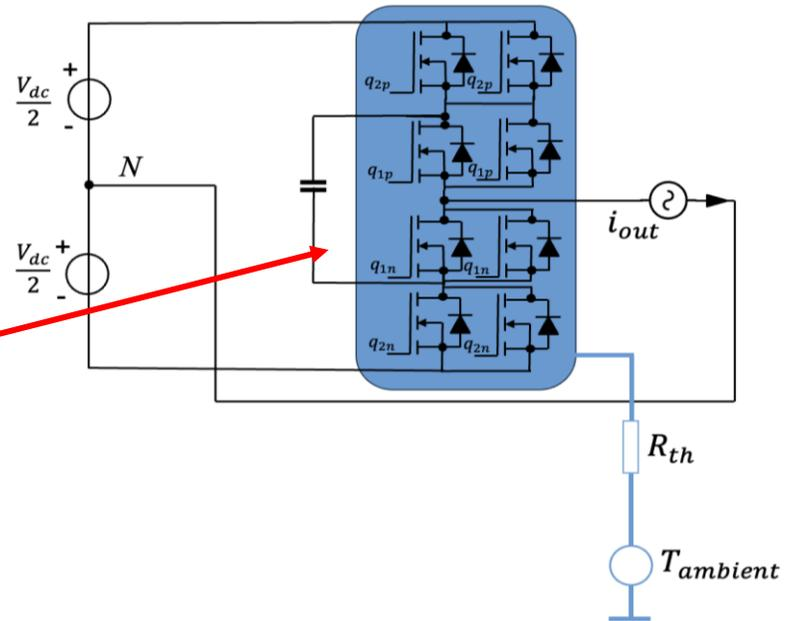 +
V_dc/2
-
N
+
V_dc/2
-
q_2p q_2p
q_1p q_1p
q_1n q_1n
q_2n q_2n
i_out
R_th
T_ambient